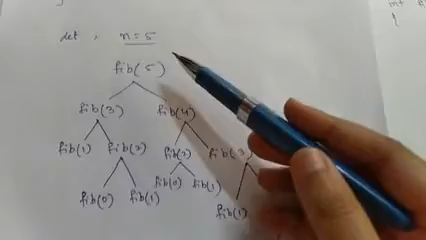 Let, n=5
fib(5)
fib(3) fib(4)
fib(1) fib(2) fib(2) fib(3)
fib(0) fib(1) fib(0) fib(1)
fib(1)
int
{